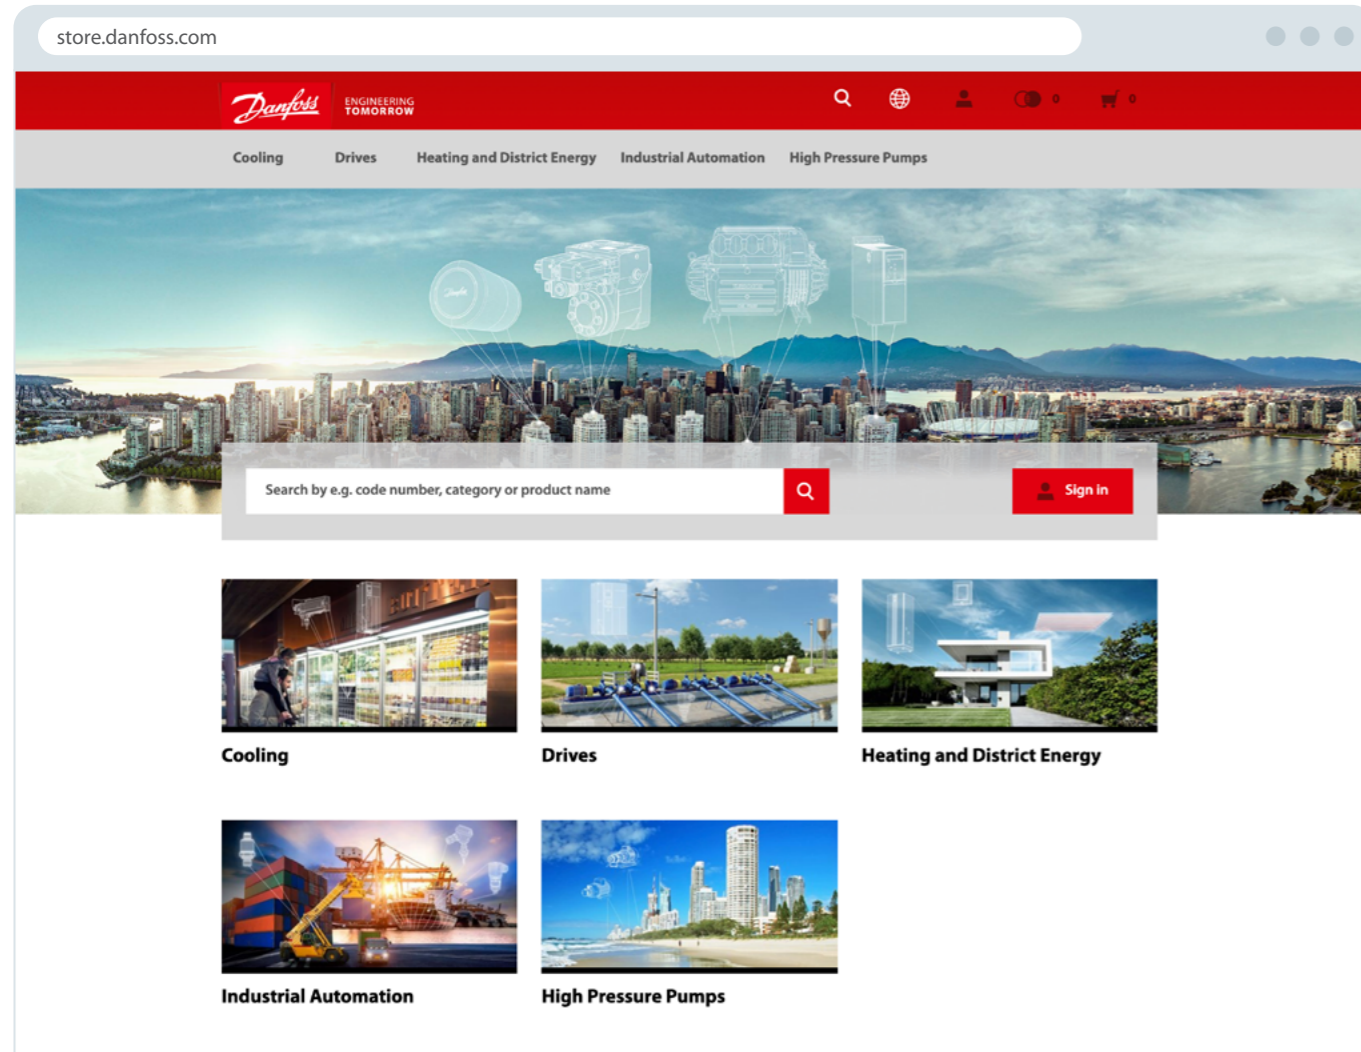 store.danfoss.com
Danfoss
ENGINEERING
TOMORROW
0
0
Cooling Drives Heating and District Energy Industrial Automation High Pressure Pumps
Danfoss
Search by e.g. code number, category or product name
Sign in
Cooling
Drives
Heating and District Energy
Industrial Automation
High Pressure Pumps